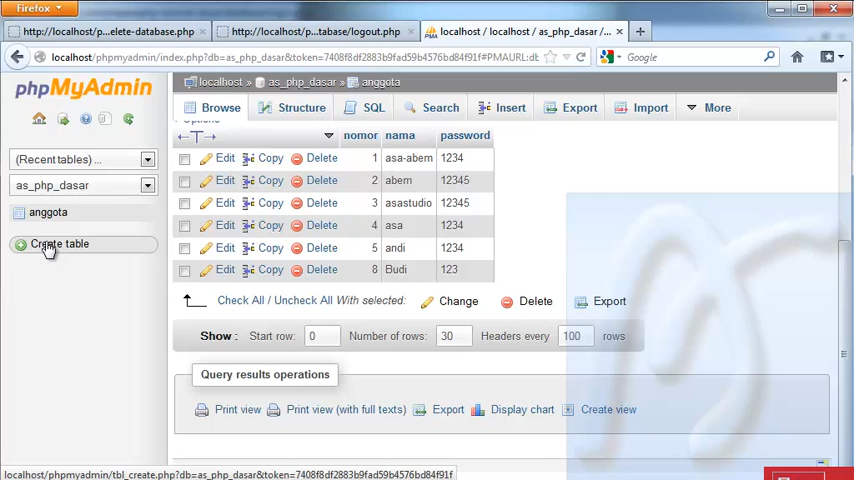 Firefox
http://localhost/p...elete-database.php
http://localhost/p...tabase/logout.php
PMA
localhost / localhost / as_php_dasar /...
localhost/phpmyadmin/index.php?db=as_php_dasar&token=7408f8df2883b9fad59b4576bd84f91f#PMAURL:db
Google
phpMyAdmin
localhost » as_php_dasar » anggota
Browse Structure SQL Search Insert Export Import More
Options
(Recent tables) ...
as_php_dasar
anggota
Create table
nomor nama password
Edit Copy Delete 1 asa-abem 1234
Edit Copy Delete 2 abem 12345
Edit Copy Delete 3 asastudio 12345
Edit Copy Delete 4 asa 1234
Edit Copy Delete 5 andi 1234
Edit Copy Delete 8 Budi 123
Check All / Uncheck All With selected: Change Delete Export
Show : Start row: 0 Number of rows: 30 Headers every 100 rows
Query results operations
Print view Print view (with full texts) Export Display chart Create view
localhost/phpmyadmin/tbl_create.php?db=as_php_dasar&token=7408f8df2883b9fad59b4576bd84f91f